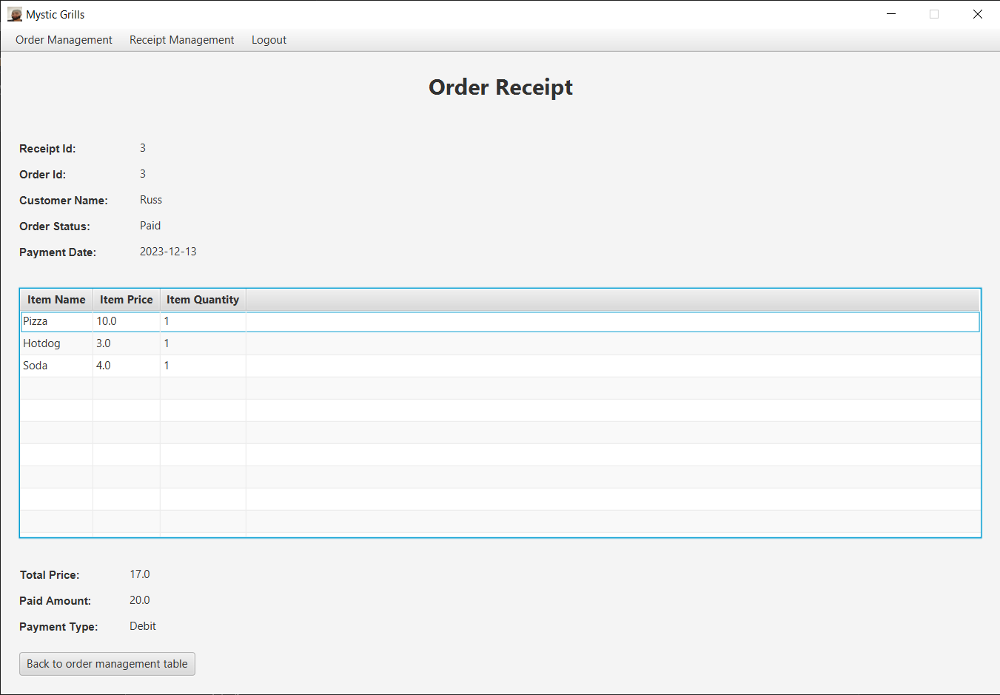 Mystic Grills
Order Management Receipt Management Logout
Order Receipt
Receipt Id: 3
Order Id: 3
Customer Name: Russ
Order Status: Paid
Payment Date: 2023-12-13
Item Name Item Price Item Quantity
Pizza 10.0 1
Hotdog 3.0 1
Soda 4.0 1
Total Price: 17.0
Paid Amount: 20.0
Payment Type: Debit
Back to order management table